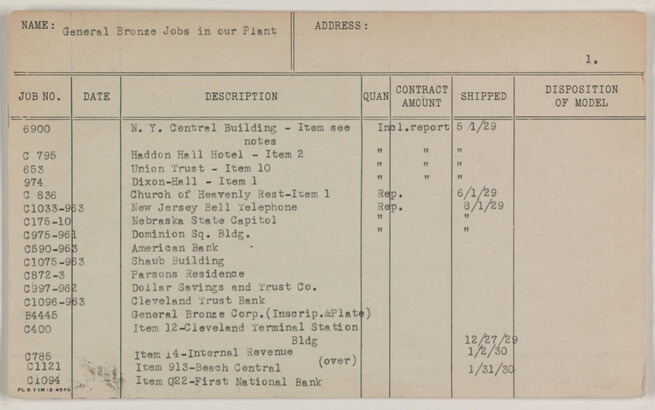 NAME: General Bronze Jobs in our Plant ADDRESS:
1.
JOB NO. DATE DESCRIPTION QUAN CONTRACT AMOUNT SHIPPED DISPOSITION OF MODEL
6900 N. Y. Central Building - Item see Incl.report 5/1/29
notes
C 795 Haddon Hall Hotel - Item 2 " " "
653 Union Trust - Item 10 " " "
974 Dixon-Hall - Item 1 " " "
C 836 Church of Heavenly Rest-Item 1 Rep. 6/1/29
C1033-963 New Jersey Bell Telephone Rep. 8/1/29
C175-10 Nebraska State Capitol " "
C975-961 Dominion Sq. Bldg. " "
C590-963 American Bank
C1075-963 Shaub Building
C872-3 Parsons Residence
C997-962 Dollar Savings and Trust Co.
C1096-963 Cleveland Trust Bank
B4445 General Bronze Corp.(Inscrip.&Plate)
C400 Item 12-Cleveland Terminal Station
Bldg 12/27/29
C785 Item 14-Internal Revenue 1/2/30
C1121 Item 913-Beach Central (over) 1/31/30
C1094 Item Q22-First National Bank